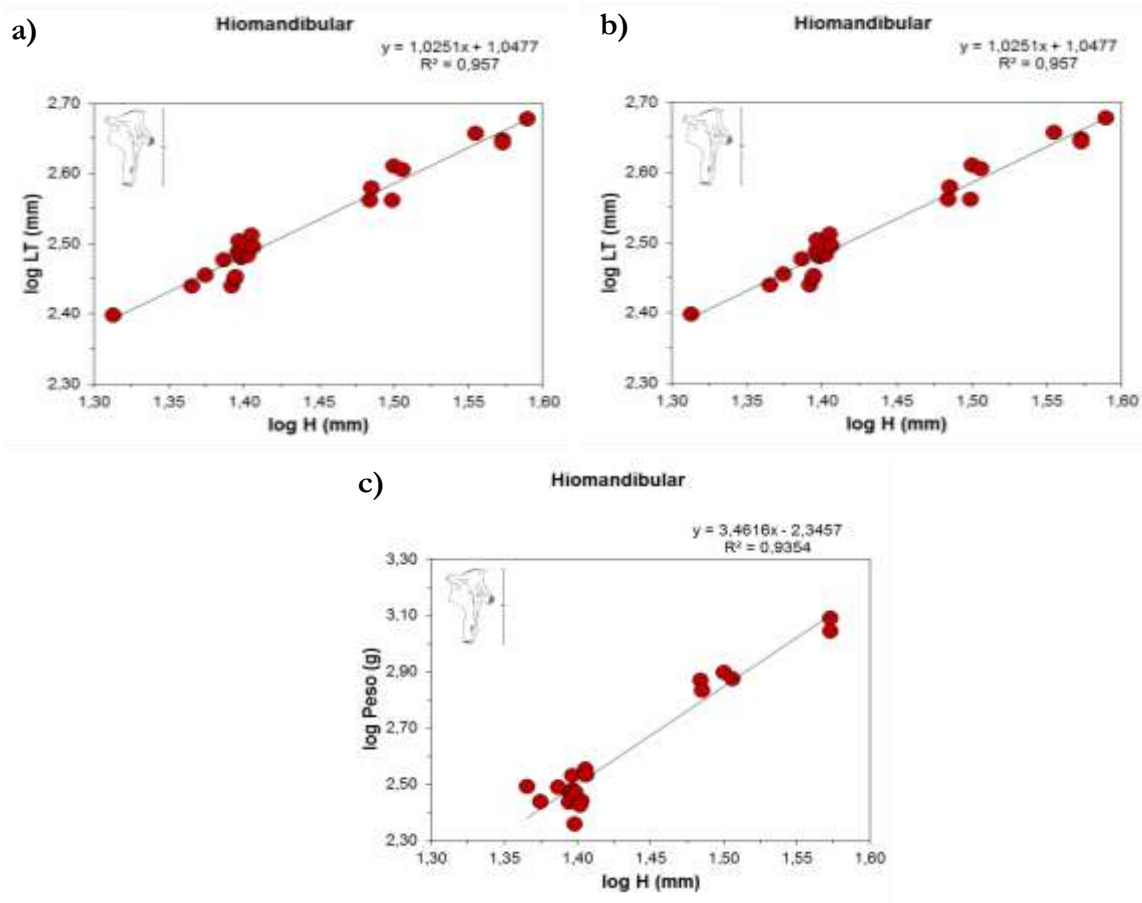 a)
Hiomandibular
y = 1,0251x + 1,0477
R² = 0,957
2,70
2,60
2,50
2,40
2,30
log LT (mm)
1,30 1,35 1,40 1,45 1,50 1,55 1,60
log H (mm)
b)
Hiomandibular
y = 1,0251x + 1,0477
R² = 0,957
2,70
2,60
2,50
2,40
2,30
log LT (mm)
1,30 1,35 1,40 1,45 1,50 1,55 1,60
log H (mm)
c)
Hiomandibular
y = 3,4616x - 2,3457
R² = 0,9354
3,30
3,10
2,90
2,70
2,50
2,30
log Peso (g)
1,30 1,35 1,40 1,45 1,50 1,55 1,60
log H (mm)